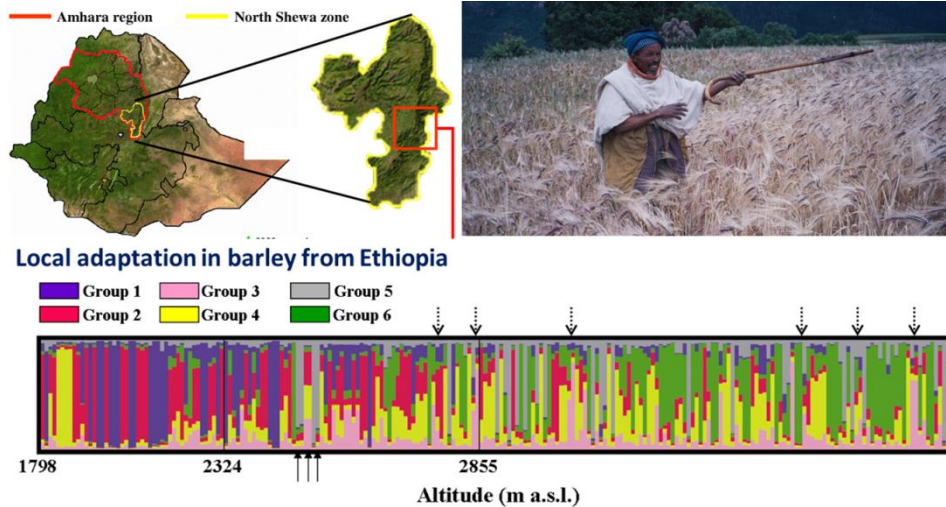 Amhara region North Shewa zone
Local adaptation in barley from Ethiopia
Group 1 Group 3 Group 5
Group 2 Group 4 Group 6
1798 2324 2855
Altitude (m a.s.l.)